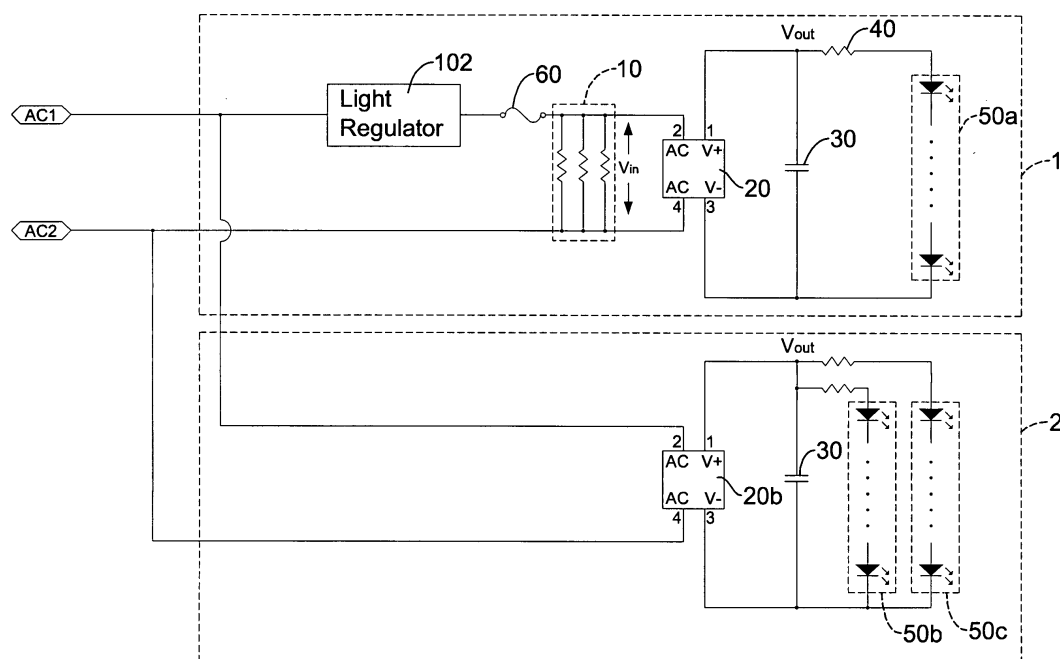 Vout
40
102
60
10
AC1
Light
Regulator
50a
2
1
AC
V+
30
1
Vin
20
AC
V-
4
3
AC2
Vout
2
2
1
AC
V+
30
20b
AC
V-
4
3
50b
50c